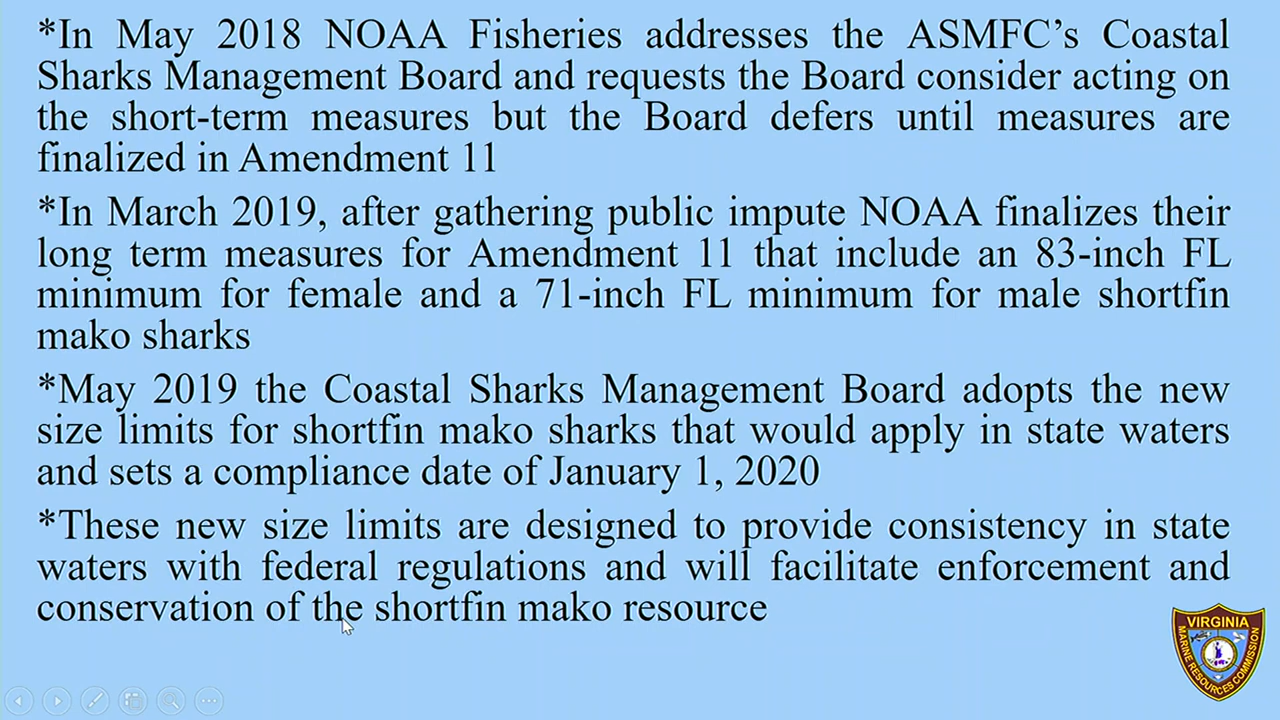 *In May 2018 NOAA Fisheries addresses the ASMFC’s Coastal
Sharks Management Board and requests the Board consider acting on
the short-term measures but the Board defers until measures are
finalized in Amendment 11
*In March 2019, after gathering public impute NOAA finalizes their
long term measures for Amendment 11 that include an 83-inch FL
minimum for female and a 71-inch FL minimum for male shortfin
mako sharks
*May 2019 the Coastal Sharks Management Board adopts the new
size limits for shortfin mako sharks that would apply in state waters
and sets a compliance date of January 1, 2020
*These new size limits are designed to provide consistency in state
waters with federal regulations and will facilitate enforcement and
conservation of the shortfin mako resource
VIRGINIA
MARINE RESOURCES COMMISSION